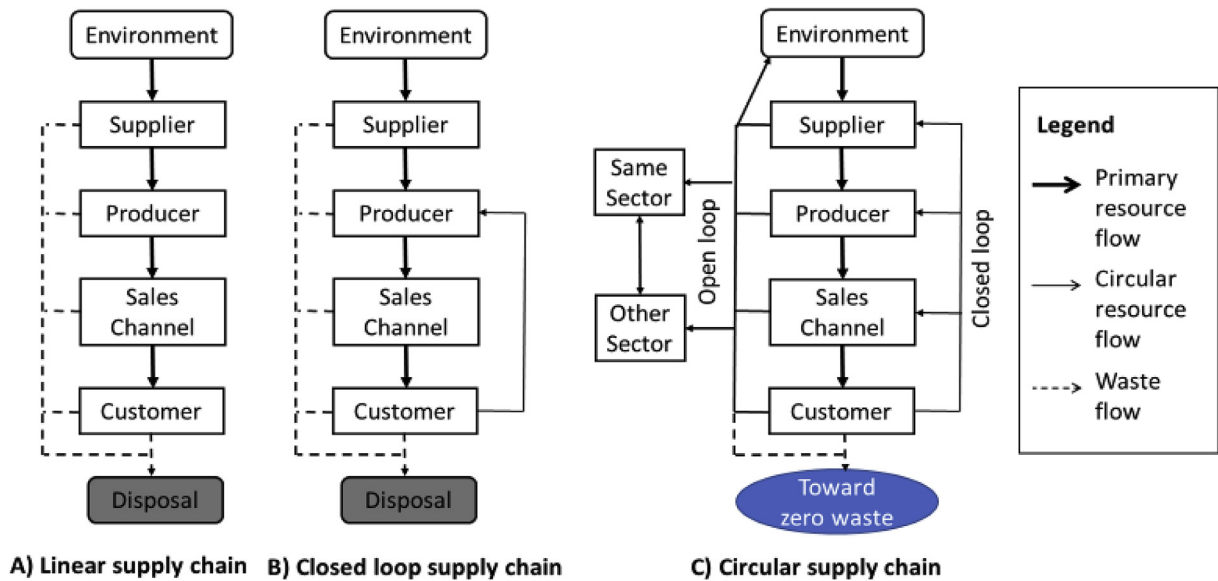 Environment
Supplier
Producer
Sales
Channel
Customer
Disposal
A) Linear supply chain
Environment
Supplier
Producer
Sales
Channel
Customer
Disposal
B) Closed loop supply chain
Environment
Supplier
Producer
Sales
Channel
Customer
Same
Sector
Other
Sector
Open loop
Closed loop
Toward
zero waste
C) Circular supply chain
Legend
Primary
resource
flow
Circular
resource
flow
Waste
flow